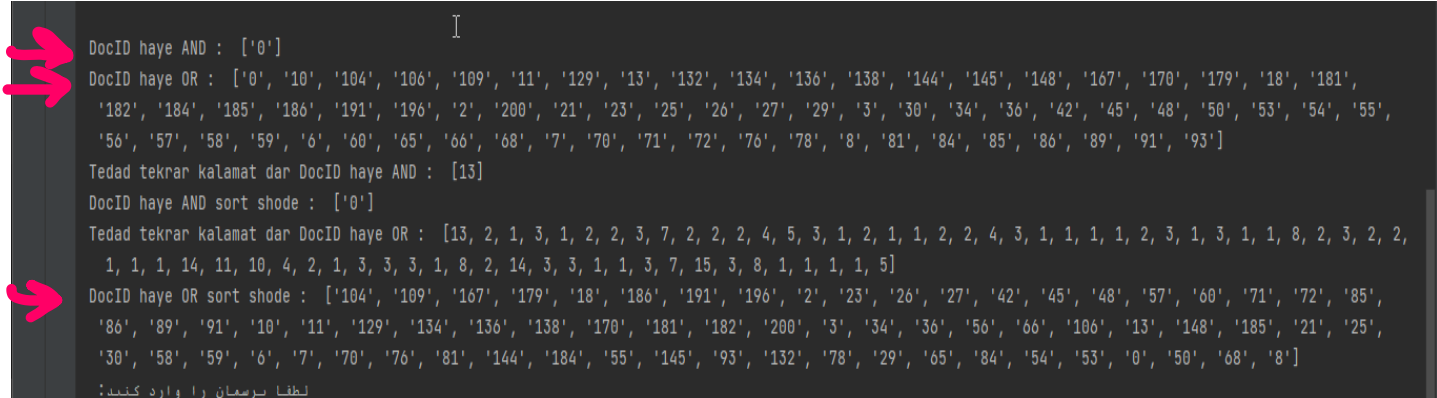 DocID haye AND :  ['0']
DocID haye OR :  ['0', '10', '104', '106', '109', '11', '129', '13', '132', '134', '136', '138', '144', '145', '148', '167', '170', '179', '18', '181',
'182', '184', '185', '186', '191', '196', '2', '200', '21', '23', '25', '26', '27', '29', '3', '30', '34', '36', '42', '45', '48', '50', '53', '54', '55',
'56', '57', '58', '59', '6', '60', '65', '66', '68', '7', '70', '71', '72', '76', '78', '8', '81', '84', '85', '86', '89', '91', '93']
Tedad tekrar kalamat dar DocID haye AND :  [13]
DocID haye AND sort shode :  ['0']
Tedad tekrar kalamat dar DocID haye OR :  [13, 2, 1, 3, 1, 2, 2, 3, 7, 2, 2, 2, 4, 5, 3, 1, 2, 1, 1, 2, 2, 4, 3, 1, 1, 1, 1, 2, 3, 1, 3, 1, 1, 8, 2, 3, 2, 2,
1, 1, 1, 14, 11, 10, 4, 2, 1, 3, 3, 3, 1, 8, 2, 14, 3, 3, 1, 1, 3, 7, 15, 3, 8, 1, 1, 1, 1, 5]
DocID haye OR sort shode :  ['104', '109', '167', '179', '18', '186', '191', '196', '2', '23', '26', '27', '42', '45', '48', '57', '60', '71', '72', '85',
'86', '89', '91', '10', '11', '129', '134', '136', '138', '170', '181', '182', '200', '3', '34', '36', '56', '66', '106', '13', '148', '185', '21', '25',
'30', '58', '59', '6', '7', '70', '76', '81', '144', '184', '55', '145', '93', '132', '78', '29', '65', '84', '54', '53', '0', '50', '68', '8']
لطفا پرسمان را وارد کنید: